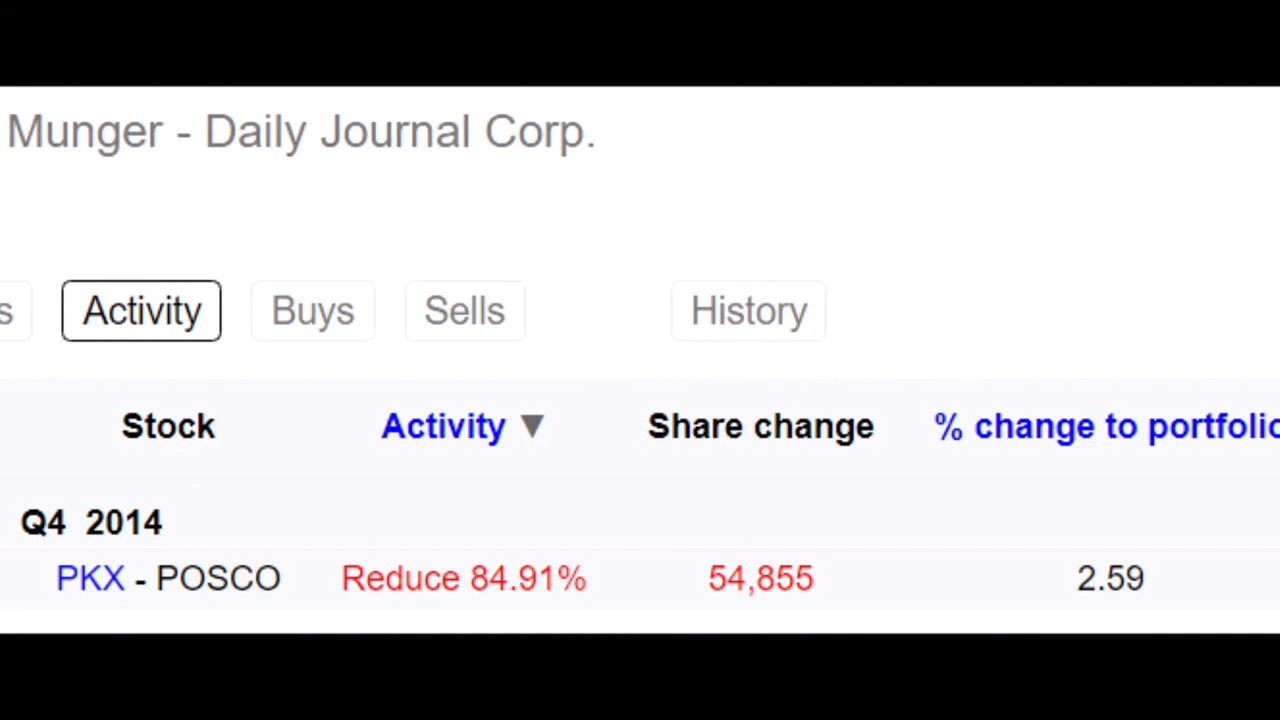 Munger - Daily Journal Corp.
s Activity Buys Sells History
Stock Activity ▼ Share change % change to portfolio
Q4 2014
PKX - POSCO Reduce 84.91% 54,855 2.59